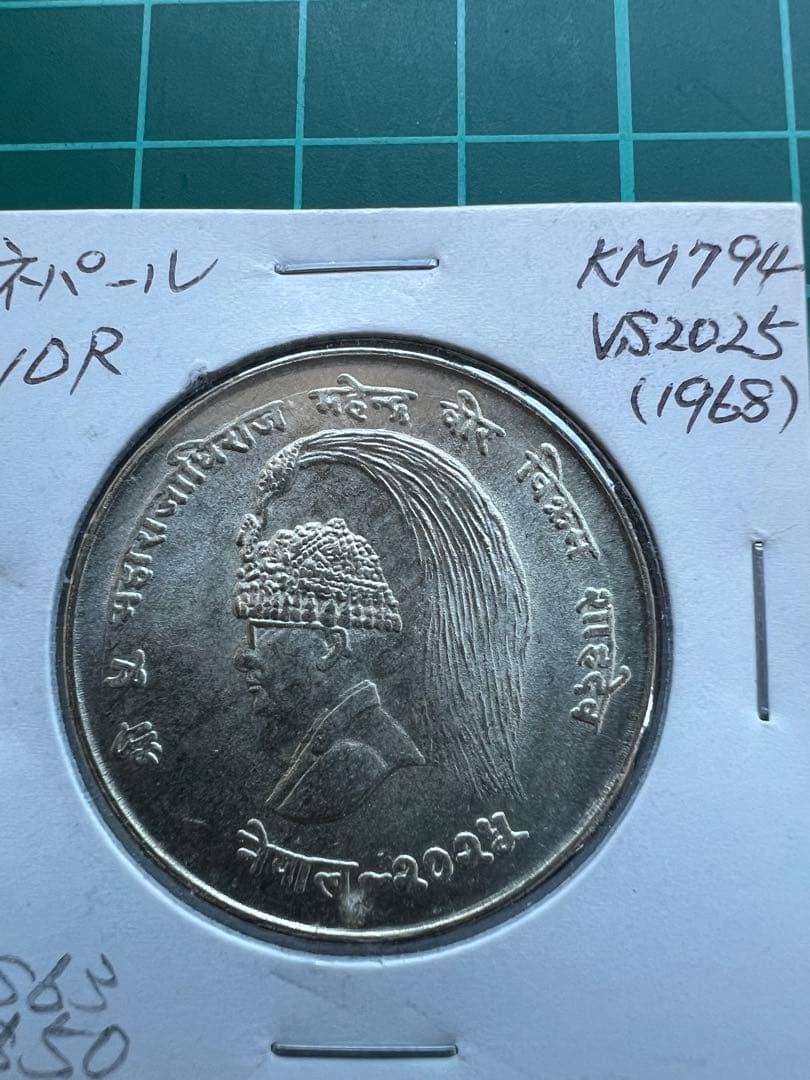 ネパール
10R
KM794
VS2025
(1968)
श्री ५ महाराजाधिराज महेन्द्र वीर विक्रम शाहदेव
नेपाल-२०२५